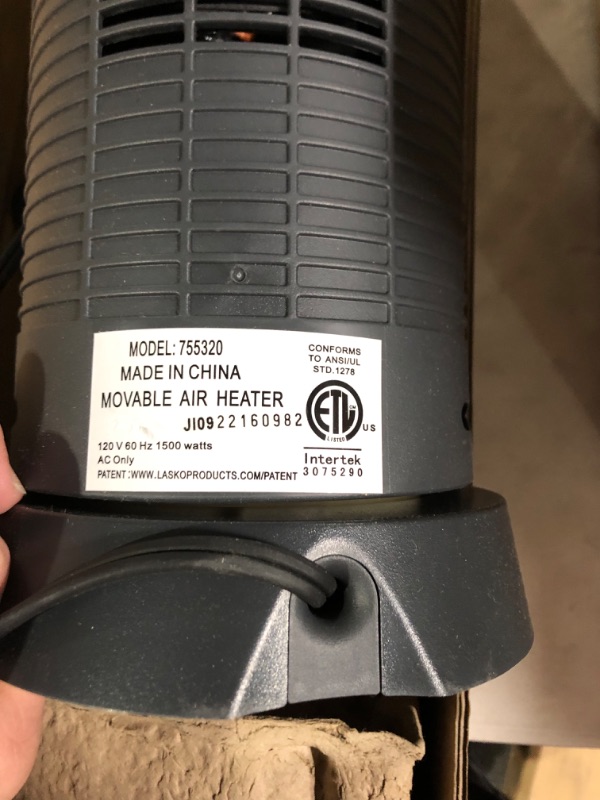 MODEL: 755320
MADE IN CHINA
MOVABLE AIR HEATER
JI0922160982
120 V 60 Hz 1500 watts
AC Only
PATENT:WWW.LASKOPRODUCTS.COM/PATENT
CONFORMS
TO ANSI/UL
STD.1278
ETL
LISTED
US
Intertek
3075290